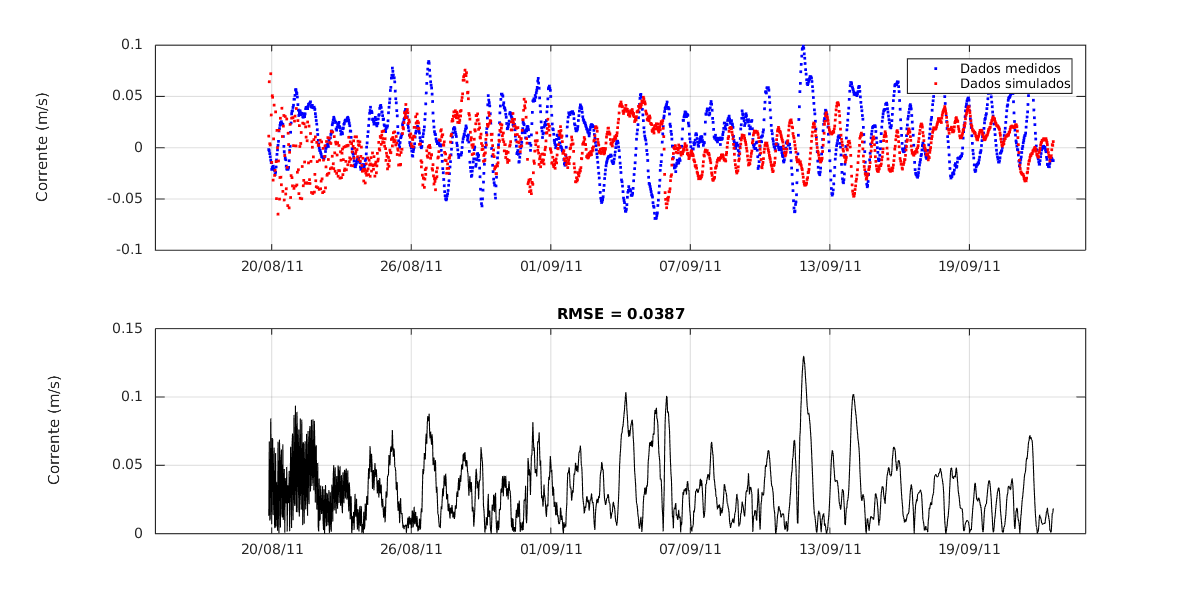 0.1
0.05
0
-0.05
-0.1
Corrente (m/s)
Dados medidos
Dados simulados
20/08/11 26/08/11 01/09/11 07/09/11 13/09/11 19/09/11
RMSE = 0.0387
0.15
0.1
0.05
0
Corrente (m/s)
20/08/11 26/08/11 01/09/11 07/09/11 13/09/11 19/09/11